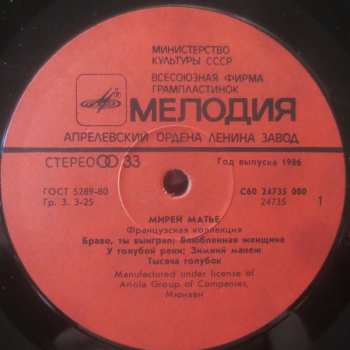 МИНИСТЕРСТВО
КУЛЬТУРЫ СССР
ВСЕСОЮЗНАЯ ФИРМА
ГРАМПЛАСТИНОК
МЕЛОДИЯ
АПРЕЛЕВСКИЙ ОРДЕНА ЛЕНИНА ЗАВОД
СТЕРЕО 33
Год выпуска 1986
ГОСТ 5289-80
Гр. 3. 3-25
С60 24735 000
24735
1
МИРЕЙ МАТЬЕ
Французская коллекция
Браво, ты выиграл; Влюбленная женщина
У голубой реки; Зимний манеж
Тысяча голубок
Manufactured under license of
Ariola Group of Companies,
Мюнхен